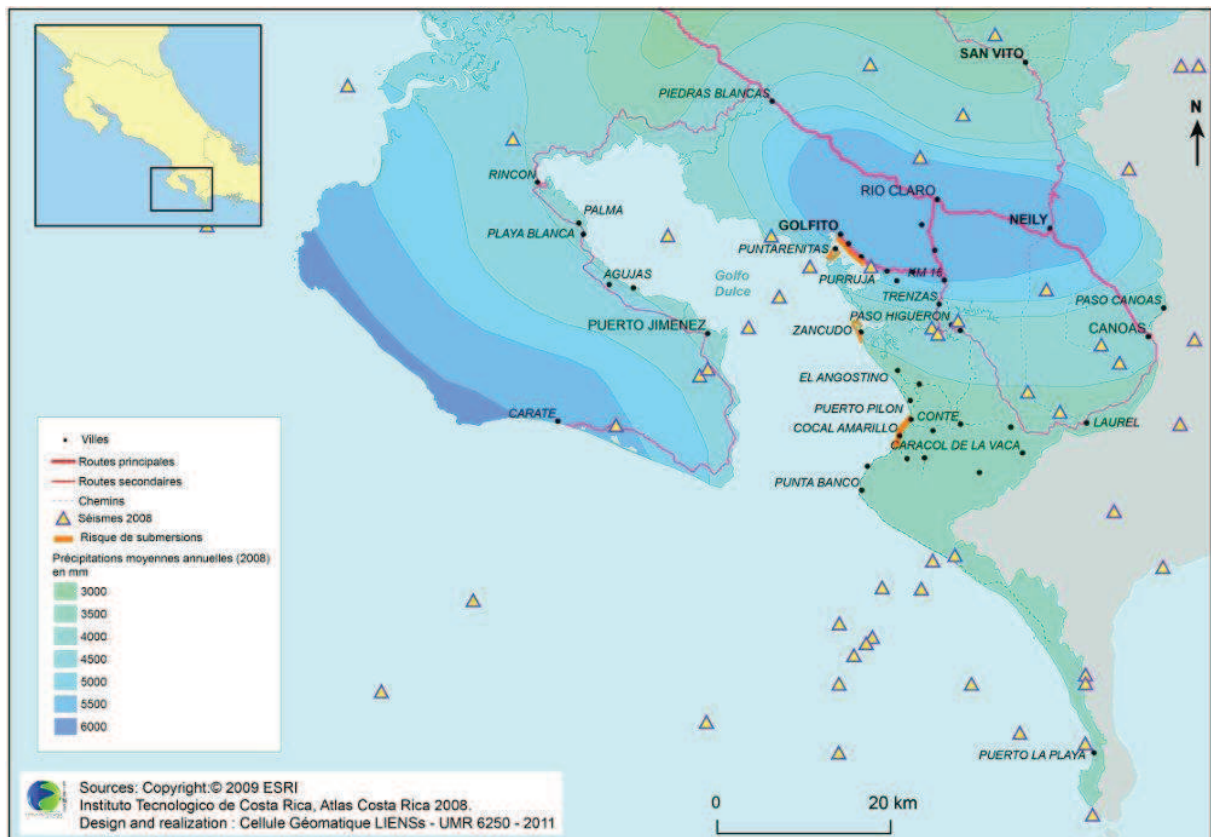 SAN VITO
N
PIEDRAS BLANCAS
RINCON
RIO CLARO
PALMA
NEILY
GOLFITO
PLAYA BLANCA
PUNTARENITAS
AGUJAS
Golfo
Dulce
PURRUJA
KM 16
TRENZAS
PASO CANOAS
PASO HIGUERON
PUERTO JIMENEZ
ZANCUDO
CANOAS
EL ANGOSTINO
PUERTO PILON
CONTE
CARATE
COCAL AMARILLO
LAUREL
CARACOL DE LA VACA
PUNTA BANCO
PUERTO LA PLAYA
Villes
Routes principales
Routes secondaires
Chemins
Séismes 2008
Risque de submersions
Précipitations moyennes annuelles (2008)
en mm
3000
3500
4000
4500
5000
5500
6000
Sources: Copyright:© 2009 ESRI
Instituto Tecnologico de Costa Rica, Atlas Costa Rica 2008.
Design and realization : Cellule Géomatique LIENSs - UMR 6250 - 2011
0 20 km